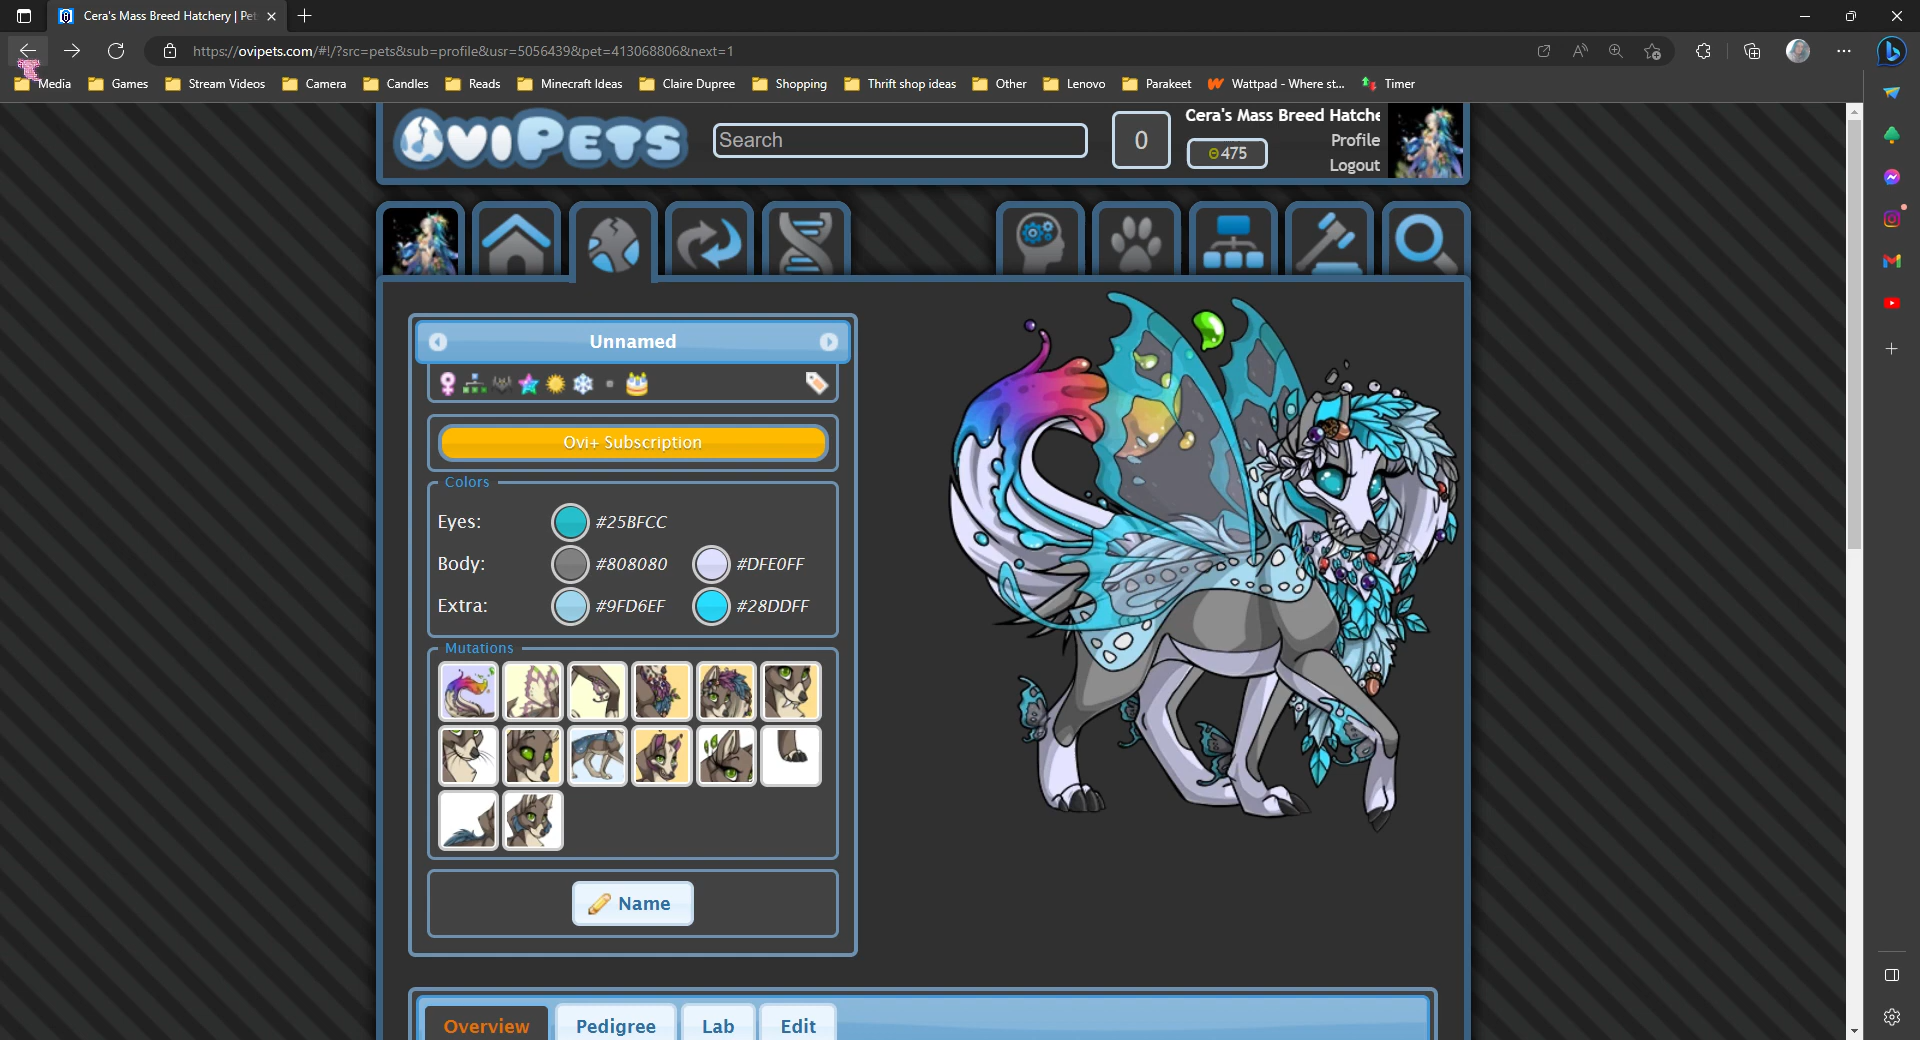 Cera's Mass Breed Hatchery | Pet
https://ovipets.com/#!/?src=pets&sub=profile&usr=5056439&pet=413068806&next=1
Media Games Stream Videos Camera Candles Reads Minecraft Ideas Claire Dupree Shopping Thrift shop ideas Other Lenovo Parakeet Wattpad - Where st... Timer
OVIPETS
Search
0
Cera's Mass Breed Hatche
475
Profile
Logout
Unnamed
Ovi+ Subscription
Colors
Eyes: #25BFCC
Body: #808080 #DFE0FF
Extra: #9FD6EF #28DDFF
Mutations
Name
Overview Pedigree Lab Edit